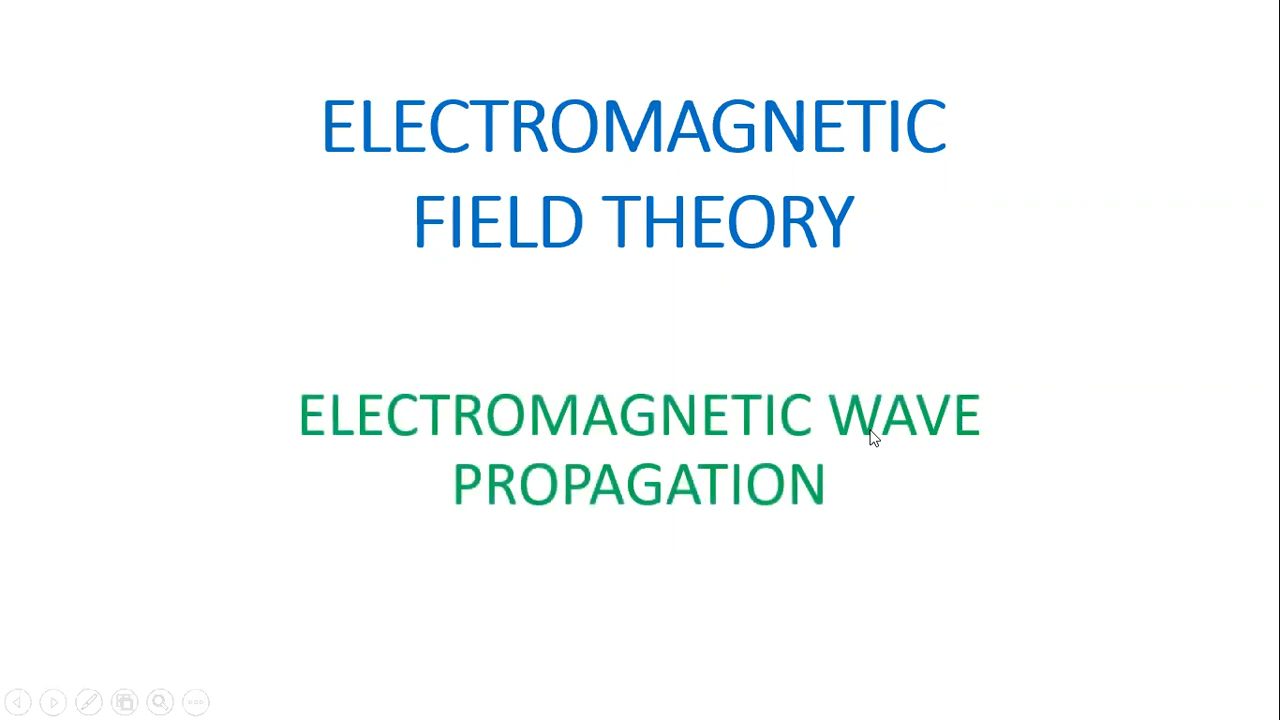 ELECTROMAGNETIC
FIELD THEORY
ELECTROMAGNETIC WAVE
PROPAGATION